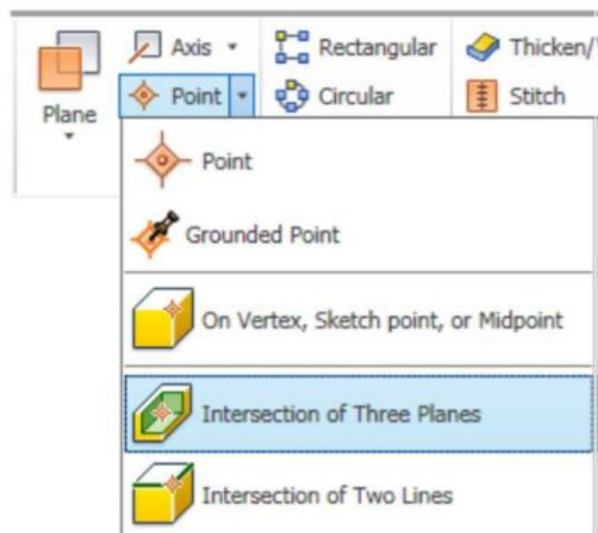 Plane
Axis
Point
Rectangular
Circular
Thicken/
Stitch
Point
Grounded Point
On Vertex, Sketch point, or Midpoint
Intersection of Three Planes
Intersection of Two Lines